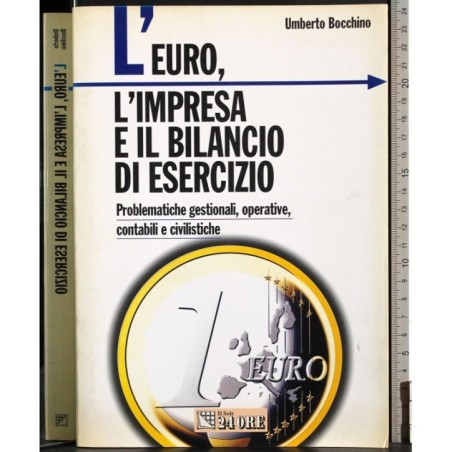 Umberto Bocchino
L'EURO,
L'IMPRESA
E IL BILANCIO
DI ESERCIZIO
Problematiche gestionali, operative,
contabili e civilistiche
1
EURO
Il Sole
24 ORE
L'EURO, L'IMPRESA E IL BILANCIO DI ESERCIZIO